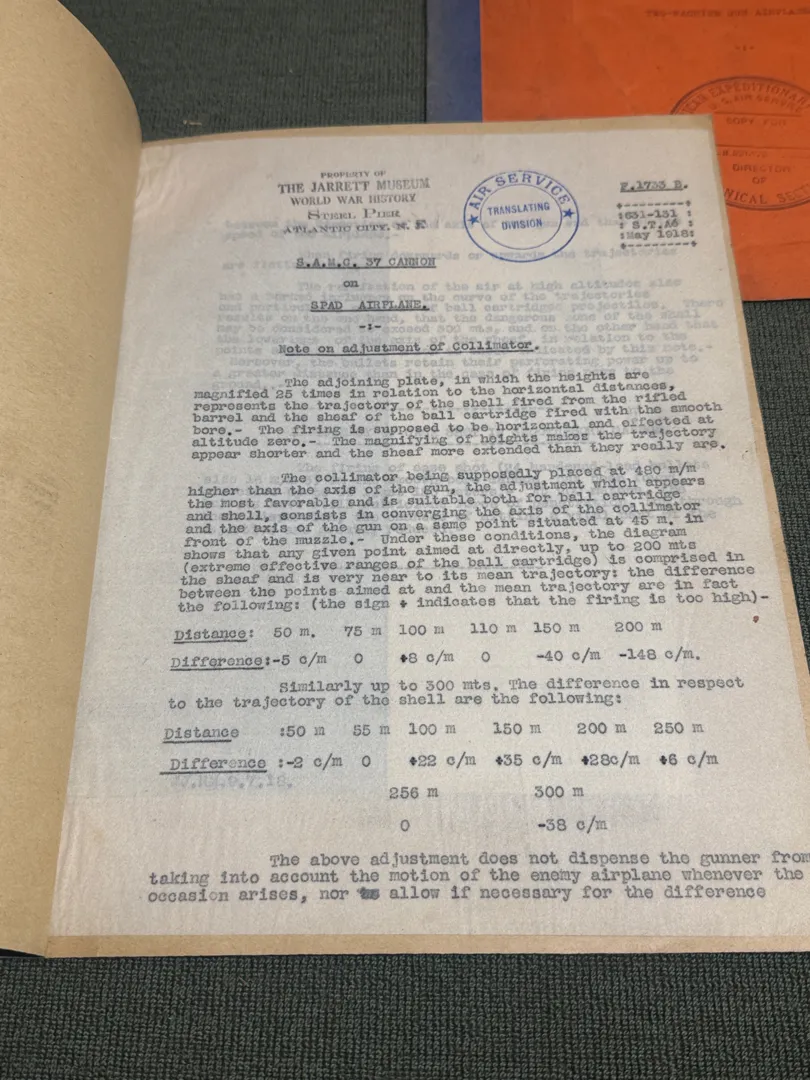 PROPERTY OF
THE JARRETT MUSEUM
WORLD WAR HISTORY
STEEL PIER
ATLANTIC CITY, N. J.
★ AIR SERVICE ★
TRANSLATING
DIVISION
F.1733 B.
:631-131 :
: S.TA6 :
:May 1918:
S.A.M.C. 37 CANNON
on
SPAD AIRPLANE.
-:-
Note on adjustment of Collimator.
The adjoining plate, in which the heights are
magnified 25 times in relation to the horizontal distances,
represents the trajectory of the shell fired from the rifled
barrel and the sheaf of the ball cartridge fired with the smooth
bore.- The firing is supposed to be horizontal and effected at
altitude zero.- The magnifying of heights makes the trajectory
appear shorter and the sheaf more extended than they really are.
The collimator being supposedly placed at 480 m/m
higher than the axis of the gun, the adjustment which appears
the most favorable and is suitable both for ball cartridge
and shell, consists in converging the axis of the collimator
and the axis of the gun on a same point situated at 45 m. in
front of the muzzle.- Under these conditions, the diagram
shows that any given point aimed at directly, up to 200 mts
(extreme effective ranges of the ball cartridge) is comprised in
the sheaf and is very near to its mean trajectory: the difference
between the points aimed at and the mean trajectory are in fact
the following: (the sign + indicates that the firing is too high)-
Distance: 50 m. 75 m 100 m 110 m 150 m 200 m
Difference:-5 c/m 0 +8 c/m 0 -40 c/m -148 c/m.
Similarly up to 300 mts. The difference in respect
to the trajectory of the shell are the following:
Distance :50 m 55 m 100 m 150 m 200 m 250 m
Difference :-2 c/m 0 +22 c/m +35 c/m +28c/m +6 c/m
256 m 300 m
0 -38 c/m
The above adjustment does not dispense the gunner from
taking into account the motion of the enemy airplane whenever the
occasion arises, nor to allow if necessary for the difference
EXPEDITIONA
U.S. AIR SERVICE
COPY FOR
DIRECTOR
OF
NICAL SEC